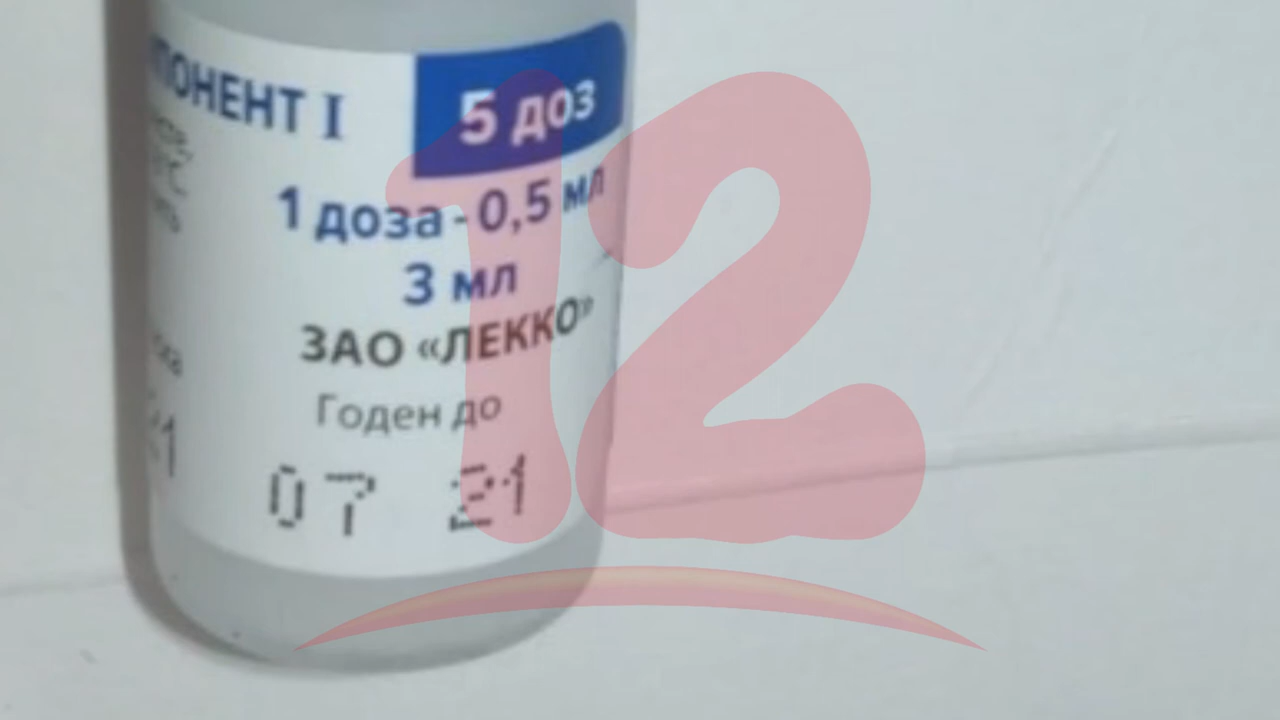 ПОНЕНТ I
5 доз
1 доза - 0,5 мл
3 мл
ЗАО «ЛЕККО»
Годен до
07 21
12